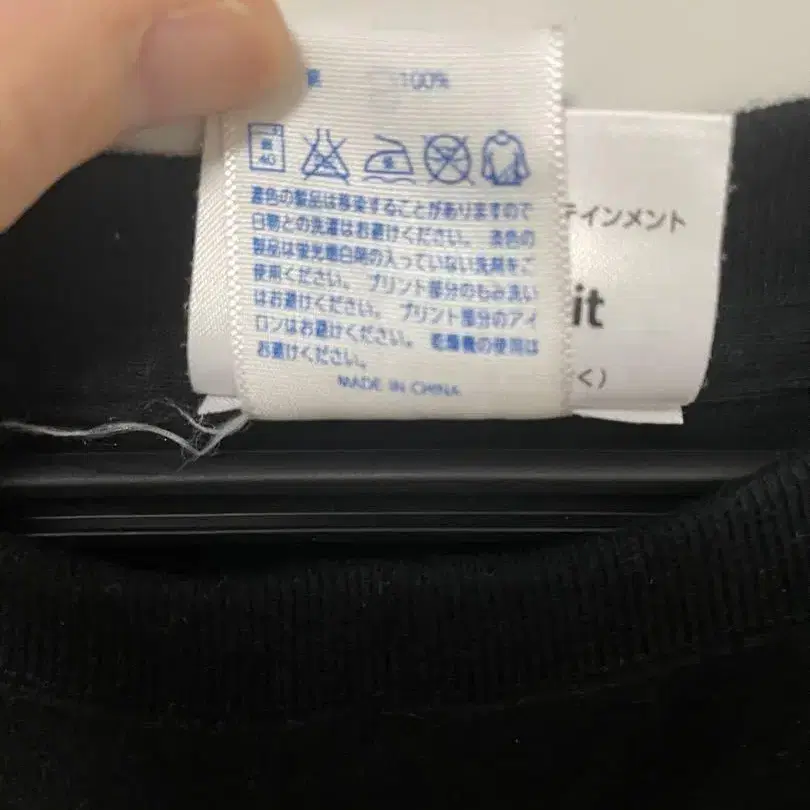 綿 100%
弱
40
濃色の製品は移染することがありますので
白物との洗濯はお避けください。 淡色の
製品は蛍光増白剤の入っていない洗剤をご
使用ください。 プリント部分のもみ洗い
はお避けください。 プリント部分のアイ
ロンはお避けください。 乾燥機の使用は
お避けください。
MADE IN CHINA
テインメント
it
く)